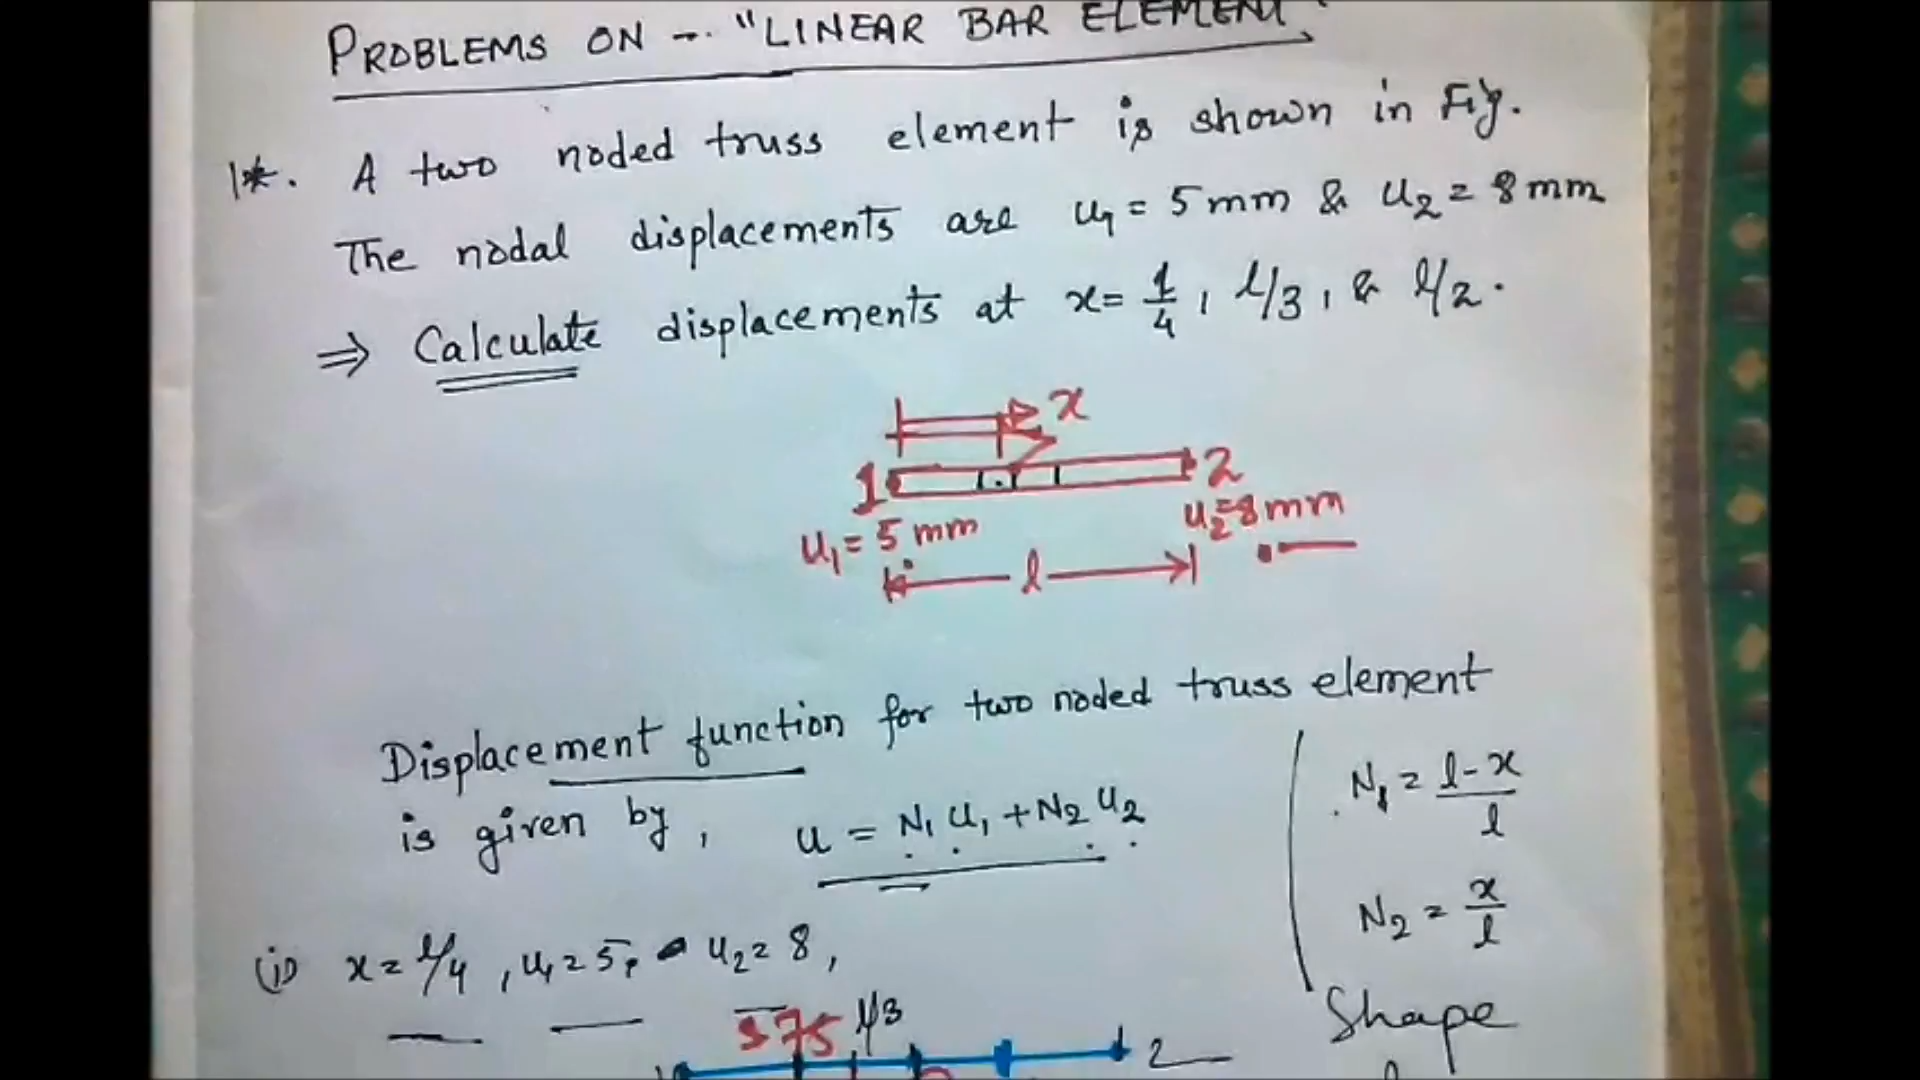 PROBLEMS ON - "LINEAR BAR ELEMENT"
1*. A two noded truss element is shown in Fig.
The nodal displacements are u1 = 5 mm & u2 = 8 mm
⇒ Calculate displacements at x = 1/4, l/3, & l/2.
x
1 2
u1 = 5 mm u2 = 8 mm
l
Displacement function for two noded truss element
is given by, u = N1 u1 + N2 u2
N1 = (l-x)/l
N2 = x/l
(i) x = l/4, u1 = 5, u2 = 8,
Shape
575 l/3
2